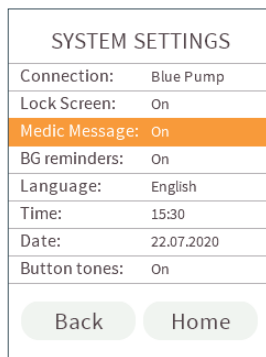 SYSTEM SETTINGS
Connection: Blue Pump
Lock Screen: On
Medic Message: On
BG reminders: On
Language: English
Time: 15:30
Date: 22.07.2020
Button tones: On
Back Home